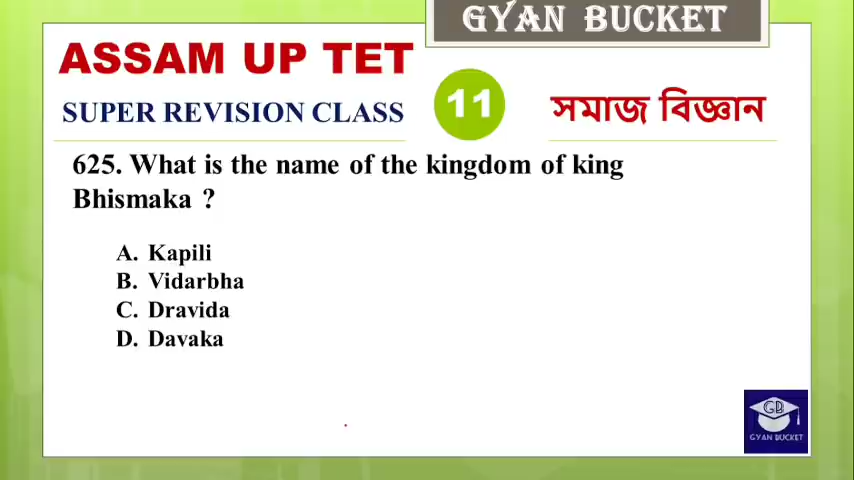 GYAN BUCKET
ASSAM UP TET
SUPER REVISION CLASS
11
সমাজ বিজ্ঞান
625. What is the name of the kingdom of king
Bhismaka ?
A. Kapili
B. Vidarbha
C. Dravida
D. Davaka
GB
GYAN BUCKET